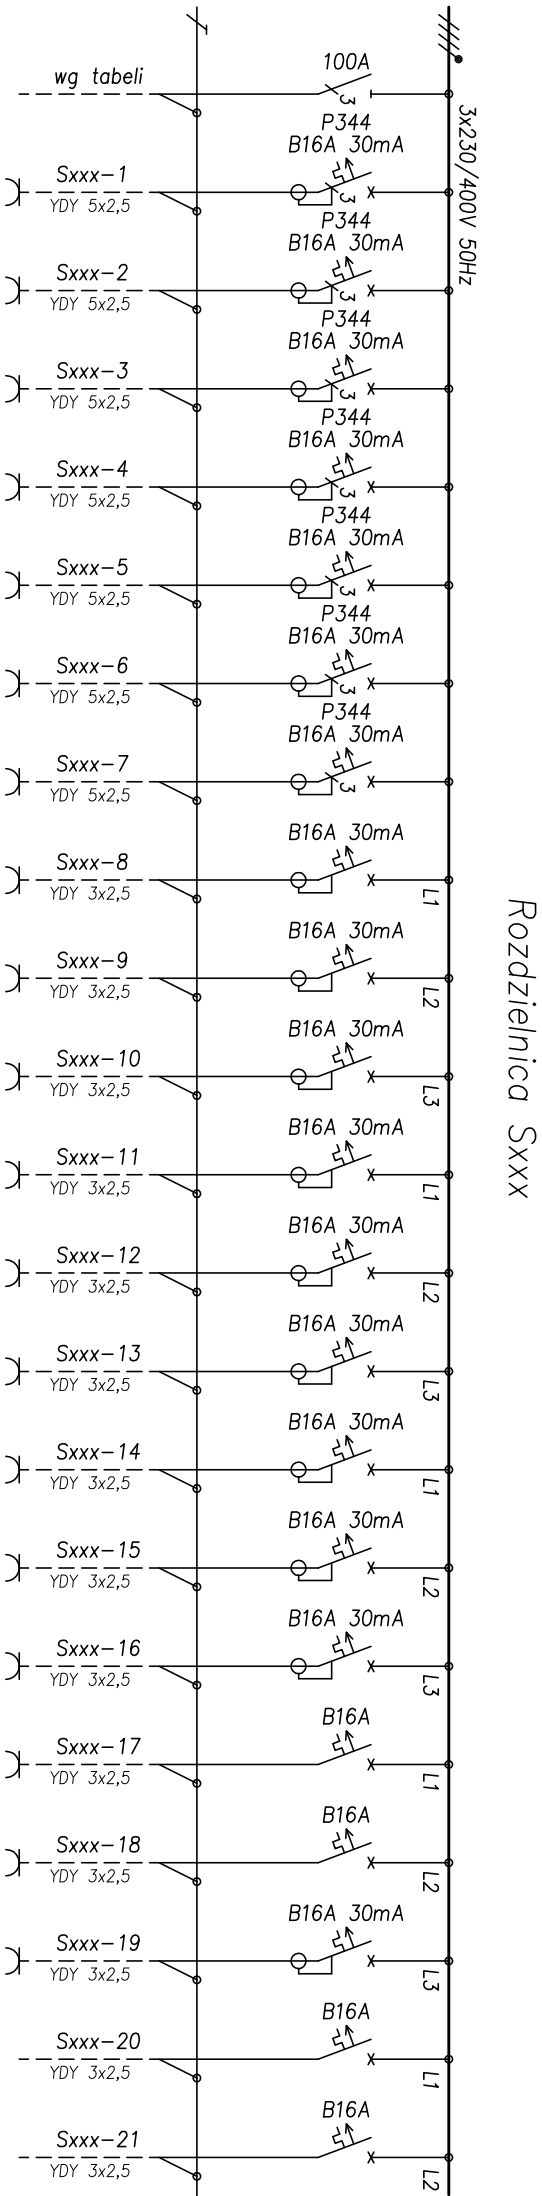 Rozdzielnica Sxxx
3x230/400V 50Hz
100A
wg tabeli
P344
B16A 30mA
Sxxx-1
YDY 5x2,5
P344
B16A 30mA
Sxxx-2
YDY 5x2,5
P344
B16A 30mA
Sxxx-3
YDY 5x2,5
P344
B16A 30mA
Sxxx-4
YDY 5x2,5
P344
B16A 30mA
Sxxx-5
YDY 5x2,5
P344
B16A 30mA
Sxxx-6
YDY 5x2,5
P344
B16A 30mA
Sxxx-7
YDY 5x2,5
B16A 30mA
Sxxx-8
YDY 3x2,5
L1
B16A 30mA
Sxxx-9
YDY 3x2,5
L2
B16A 30mA
Sxxx-10
YDY 3x2,5
L3
B16A 30mA
Sxxx-11
YDY 3x2,5
L1
B16A 30mA
Sxxx-12
YDY 3x2,5
L2
B16A 30mA
Sxxx-13
YDY 3x2,5
L3
B16A 30mA
Sxxx-14
YDY 3x2,5
L1
B16A 30mA
Sxxx-15
YDY 3x2,5
L2
B16A 30mA
Sxxx-16
YDY 3x2,5
L3
B16A
Sxxx-17
YDY 3x2,5
L1
B16A
Sxxx-18
YDY 3x2,5
L2
B16A 30mA
Sxxx-19
YDY 3x2,5
L3
B16A
Sxxx-20
YDY 3x2,5
L1
B16A
Sxxx-21
YDY 3x2,5
L2
3
3
3
3
3
3
3
3